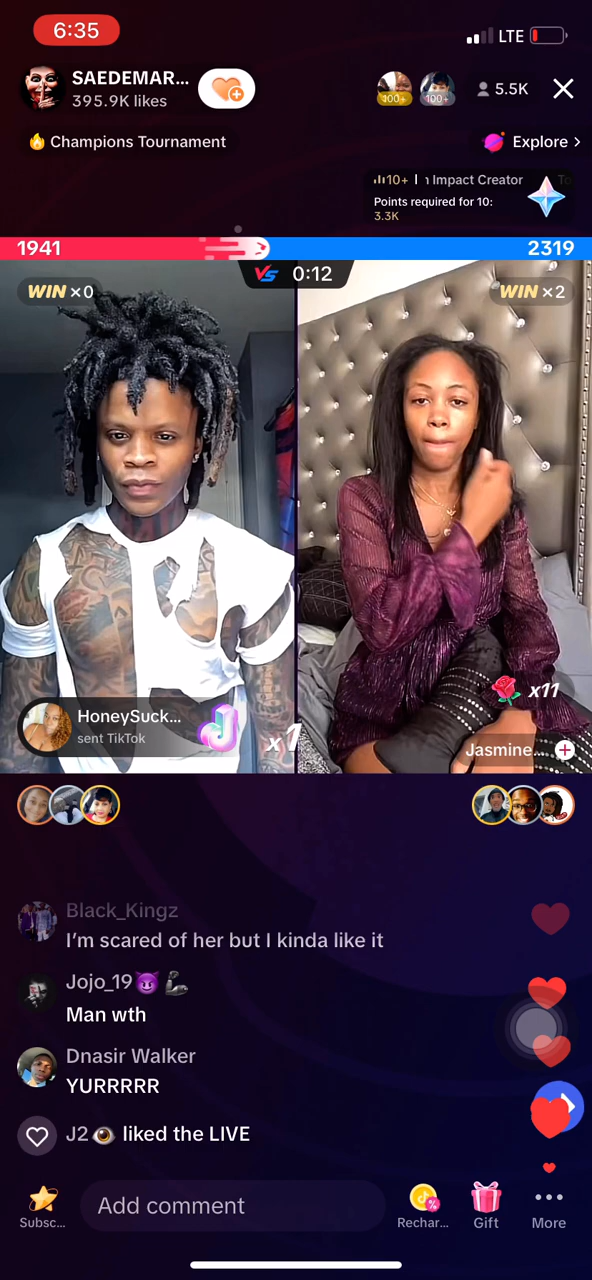 6:35
LTE
SAEDEMAR...
395.9K likes
100+
100+
5.5K
🔥 Champions Tournament
Explore >
10+
Impact Creator
To
Points required for 10:
3.3K
1941
2319
VS 0:12
WIN ×0
WIN ×2
HoneySuck...
sent TikTok
x1
x11
Jasmine...
Black_Kingz
I'm scared of her but I kinda like it
Jojo_19😈🦾
Man wth
Dnasir Walker
YURRRRR
J2👁️ liked the LIVE
Add comment
Subsc...
Rechar...
Gift
More